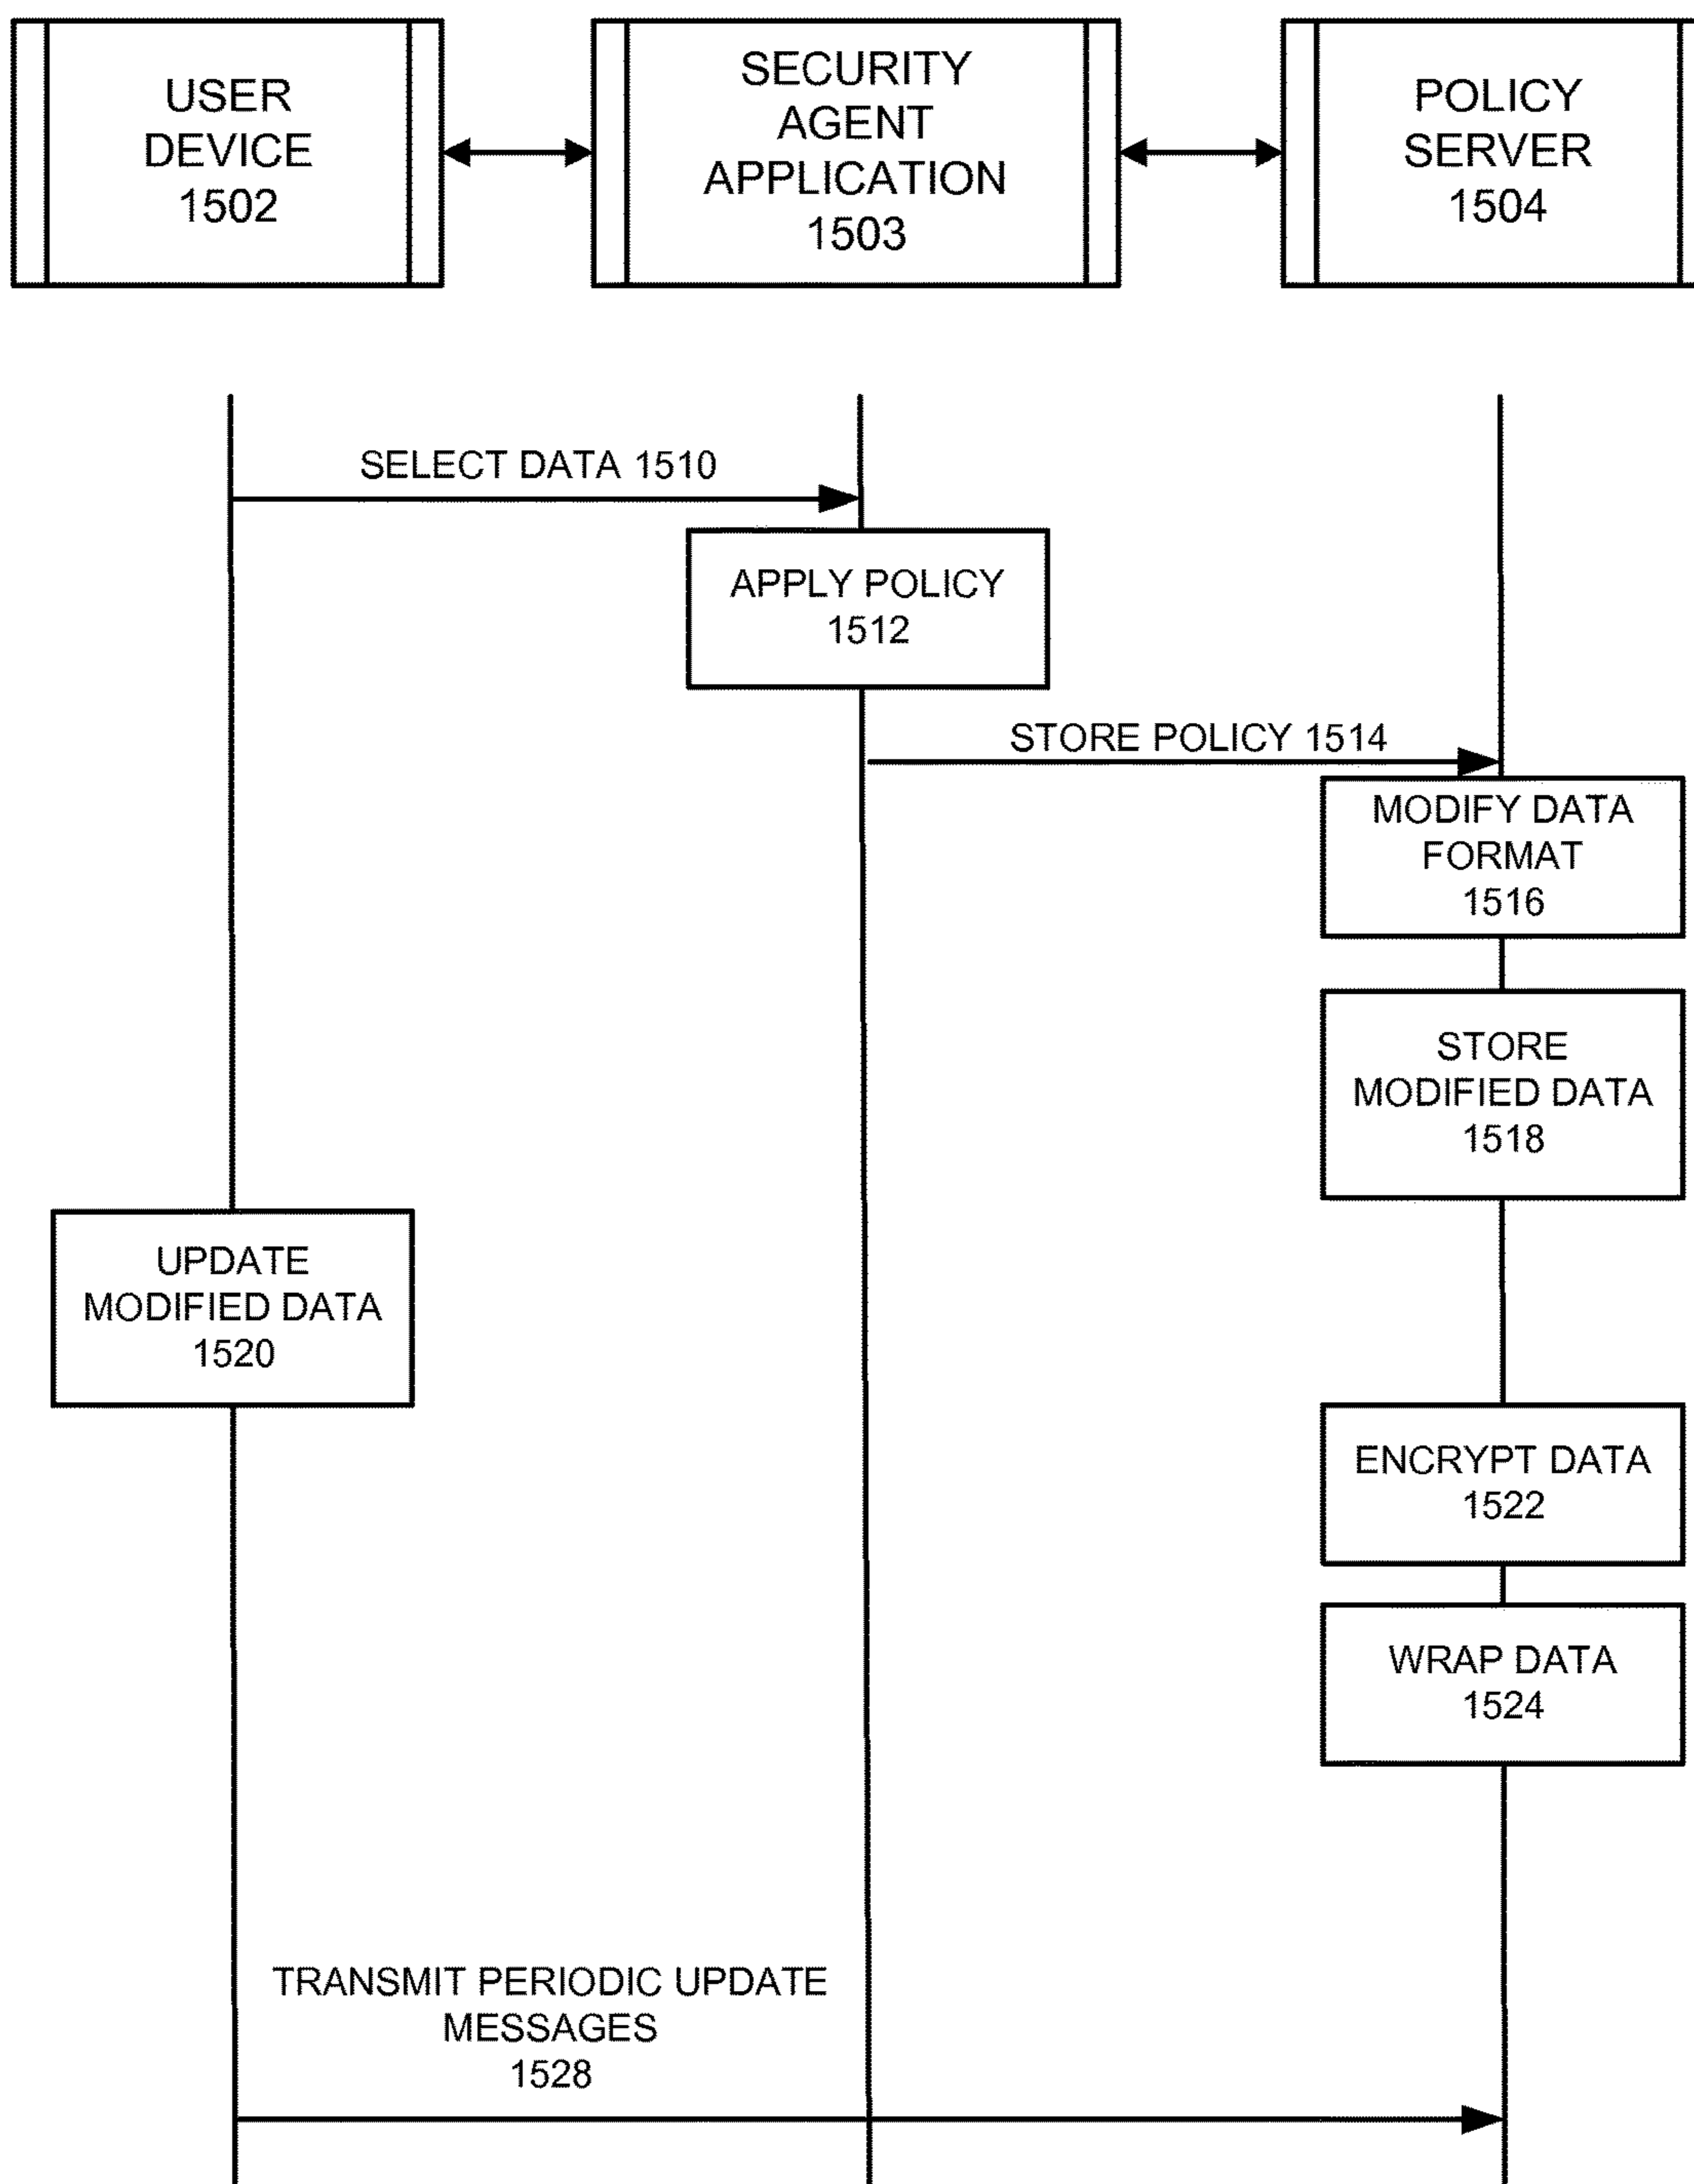 USER
DEVICE
1502
SECURITY
AGENT
APPLICATION
1503
POLICY
SERVER
1504
SELECT DATA 1510
APPLY POLICY
1512
STORE POLICY 1514
MODIFY DATA
FORMAT
1516
STORE
MODIFIED DATA
1518
UPDATE
MODIFIED DATA
1520
ENCRYPT DATA
1522
WRAP DATA
1524
TRANSMIT PERIODIC UPDATE
MESSAGES
1528